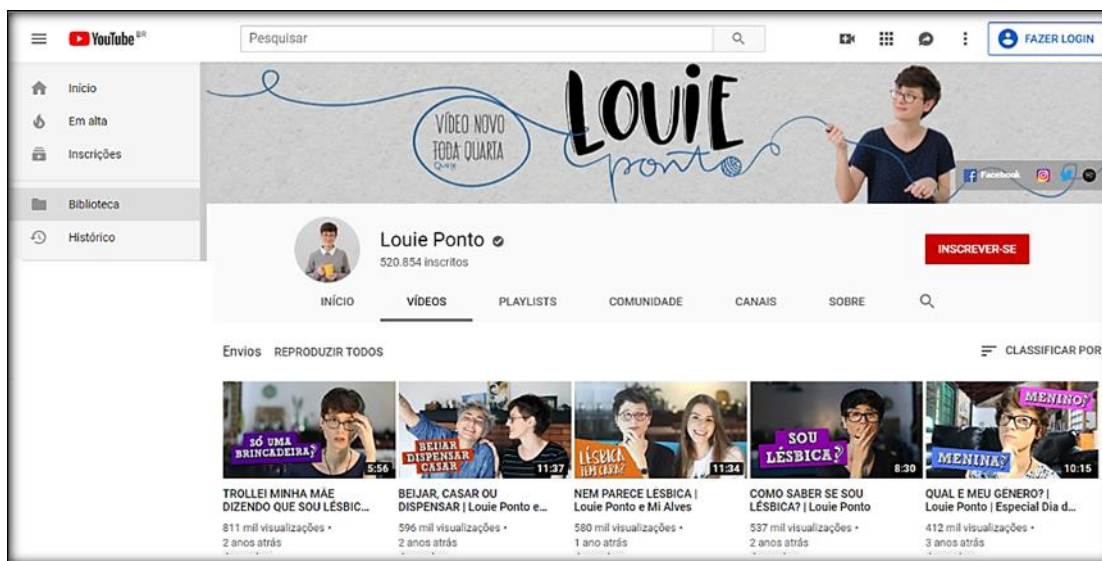 YouTube BR
Pesquisar
FAZER LOGIN
Início
Em alta
Inscrições
Biblioteca
Histórico
VÍDEO NOVO
TODA QUARTA
Quase
LOUIE
ponto
Facebook
Louie Ponto
520.854 inscritos
INSCREVER-SE
INÍCIO VÍDEOS PLAYLISTS COMUNIDADE CANAIS SOBRE
Envios REPRODUZIR TODOS
CLASSIFICAR POR
SÓ UMA
BRINCADEIRA?
5:56
TROLLEI MINHA MÃE
DIZENDO QUE SOU LÉSBIC...
811 mil visualizações •
2 anos atrás
BEIJAR
DISPENSAR
CASAR
11:37
BEIJAR, CASAR OU
DISPENSAR | Louie Ponto e...
596 mil visualizações •
2 anos atrás
LÉSBICA
TEM CARA?
11:34
NEM PARECE LÉSBICA |
Louie Ponto e Mi Alves
580 mil visualizações •
1 ano atrás
SOU
LÉSBICA?
8:30
COMO SABER SE SOU
LÉSBICA? | Louie Ponto
537 mil visualizações •
2 anos atrás
MENINO?
MENINA?
10:15
QUAL É MEU GÊNERO? |
Louie Ponto | Especial Dia d...
412 mil visualizações •
3 anos atrás